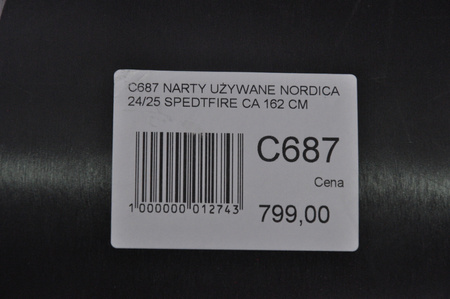 C687 NARTY UŻYWANE NORDICA
24/25 SPEDTFIRE CA 162 CM
C687
Cena
1 000000 012743
799,00